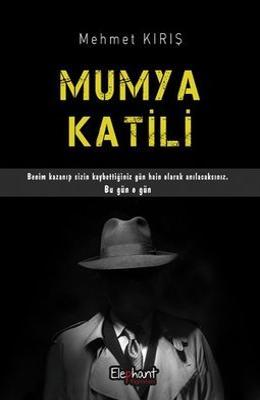 Mehmet KIRIŞ
MUMYA
KATİLİ
Benim kazanıp sizin kaybettiğiniz gün hain olarak anılacaksınız.
Bu gün o gün
Elephant